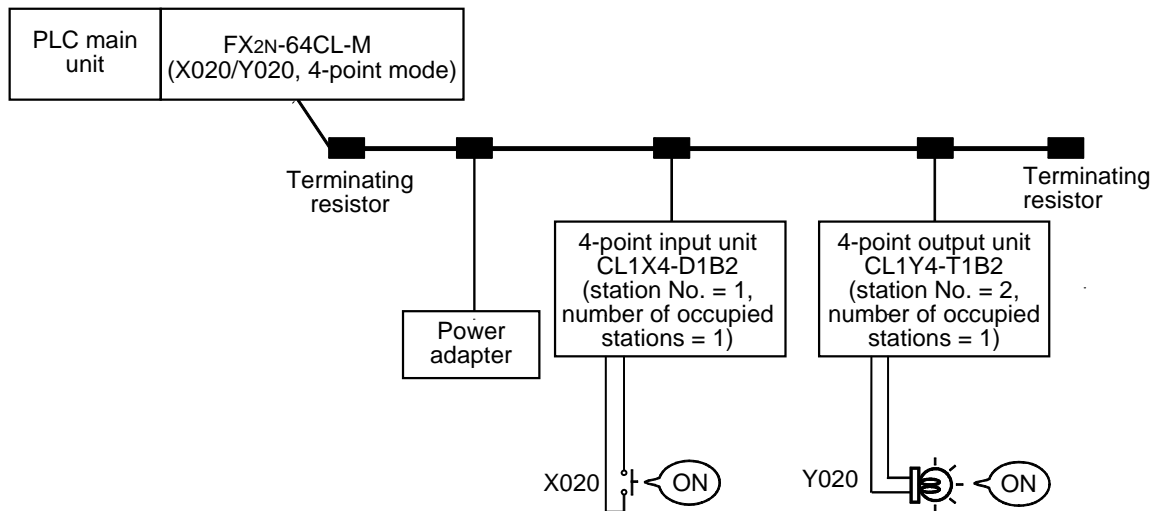 PLC main
unit
FX2N-64CL-M
(X020/Y020, 4-point mode)
Terminating
resistor
Terminating
resistor
4-point input unit
CL1X4-D1B2
(station No. = 1,
number of occupied
stations = 1)
4-point output unit
CL1Y4-T1B2
(station No. = 2,
number of occupied
stations = 1)
Power
adapter
X020
ON
Y020
ON